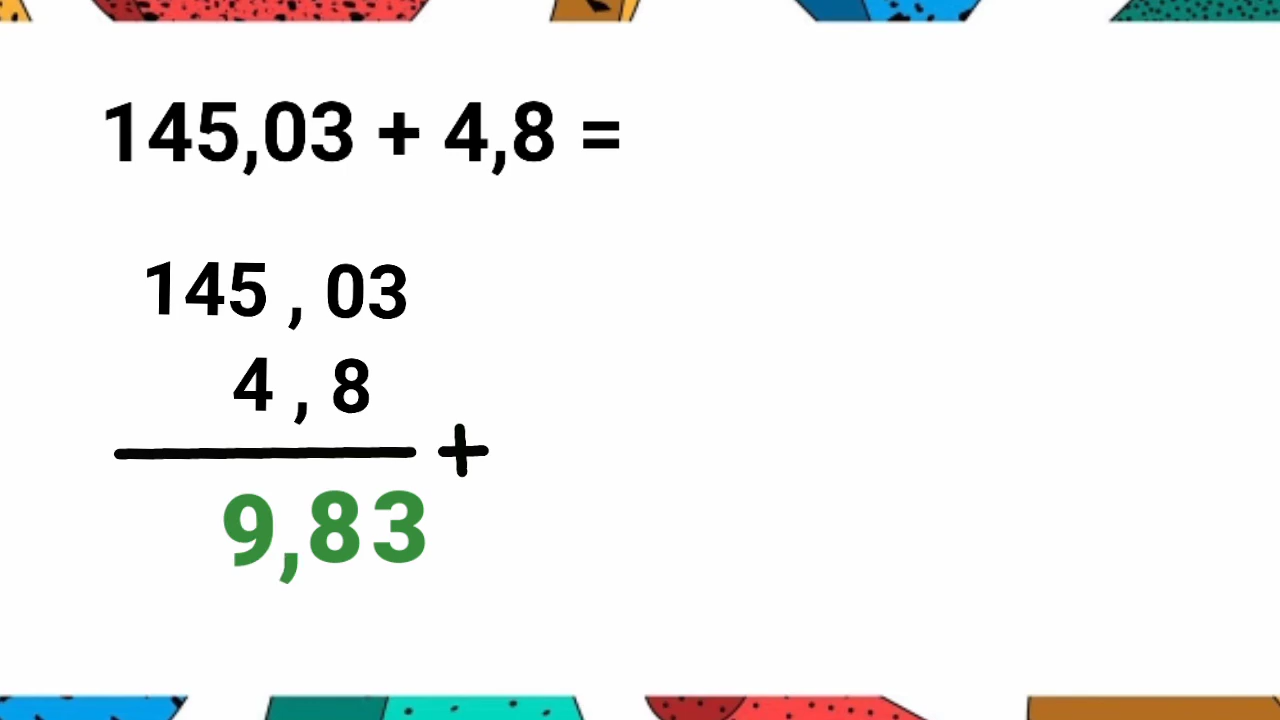 145,03 + 4,8 =
145 , 03
4 , 8
+
9,83